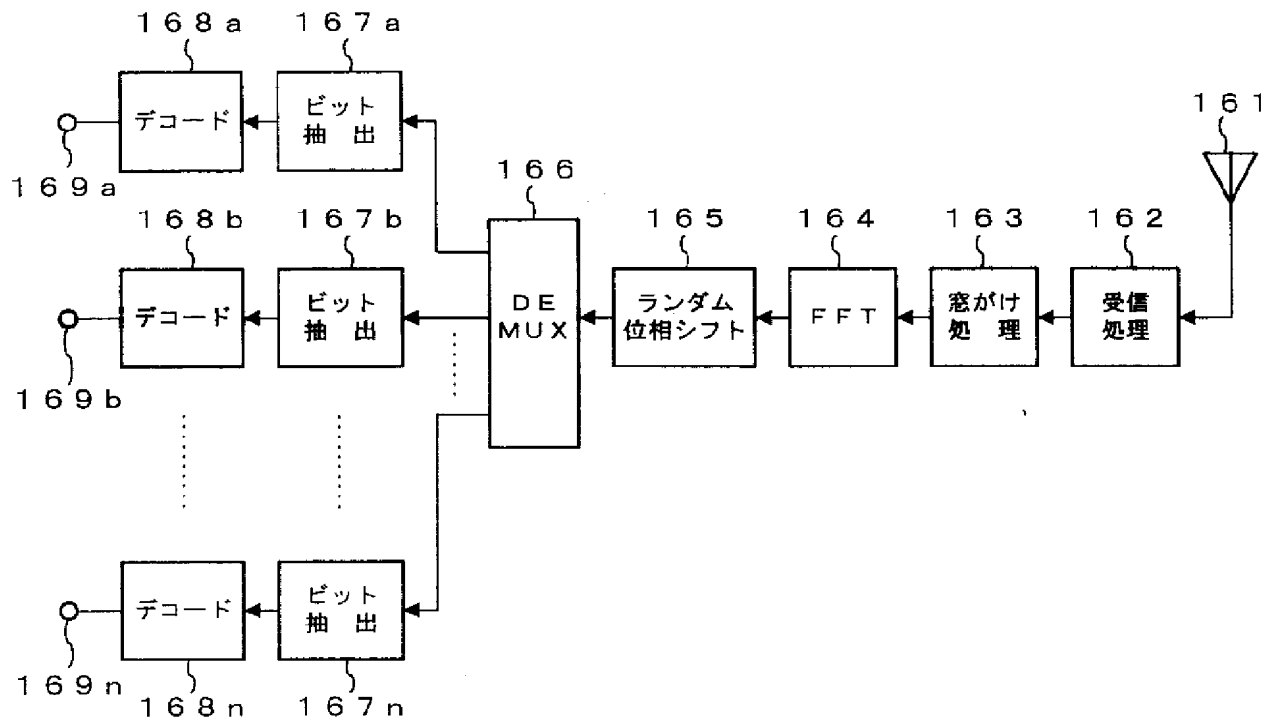 １６８ａ
１６７ａ
デコード
ビット
抽　出
１６９ａ
１６１
１６６
１６８ｂ
１６７ｂ
１６５
１６４
１６３
１６２
デコード
ビット
抽　出
ＤＥ
ＭＵＸ
ランダム
位相シフト
ＦＦＴ
窓がけ
処　理
受信
処理
１６９ｂ
デコード
ビット
抽　出
１６９ｎ
１６８ｎ
１６７ｎ